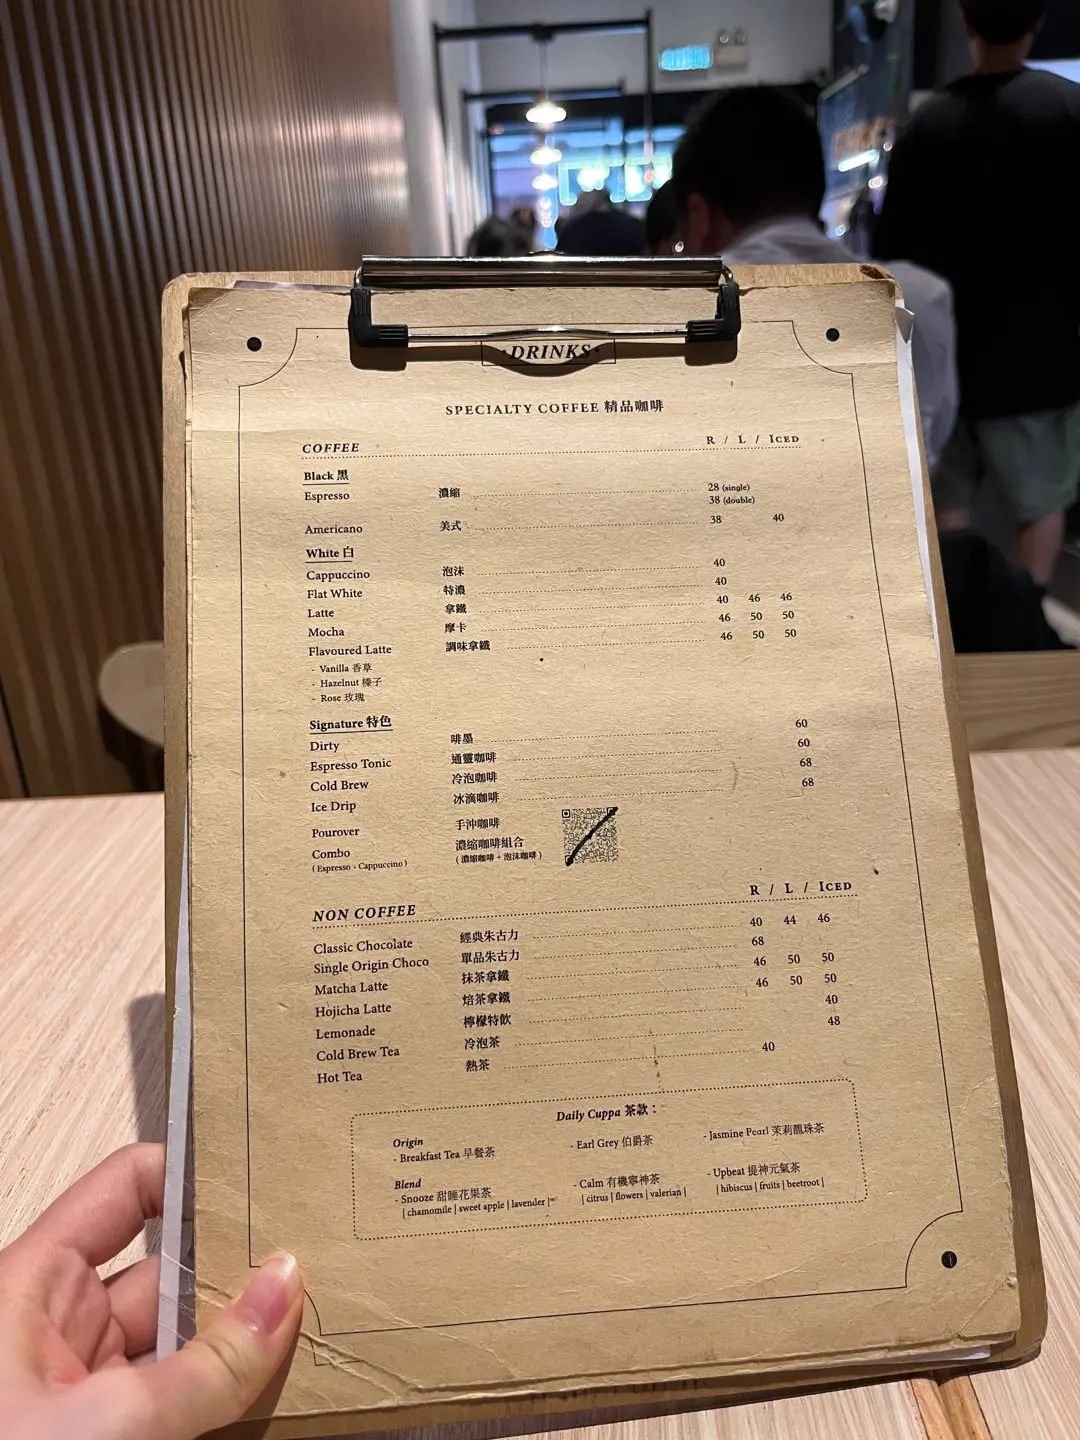 ·DRINKS·
SPECIALTY COFFEE 精品咖啡
COFFEE R / L / ICED
Black 黑
Espresso 濃縮 28 (single)
38 (double)
Americano 美式 38 40
White 白
Cappuccino 泡沫 40
Flat White 特濃 40
Latte 拿鐵 40 46 46
Mocha 摩卡 46 50 50
Flavoured Latte 調味拿鐵 46 50 50
- Vanilla 香草
- Hazelnut 榛子
- Rose 玫瑰
Signature 特色
Dirty 啡墨 60
Espresso Tonic 通靈咖啡 60
Cold Brew 冷泡咖啡 68
Ice Drip 冰滴咖啡 68
Pourover 手沖咖啡
Combo 濃縮咖啡組合
( Espresso + Cappuccino ) ( 濃縮咖啡 + 泡沫咖啡 )
NON COFFEE R / L / ICED
Classic Chocolate 經典朱古力 40 44 46
Single Origin Choco 單品朱古力 68
Matcha Latte 抹茶拿鐵 46 50 50
Hojicha Latte 焙茶拿鐵 46 50 50
Lemonade 檸檬特飲 40
Cold Brew Tea 冷泡茶 48
Hot Tea 熱茶 40
Daily Cuppa 茶款：
Origin
- Breakfast Tea 早餐茶 - Earl Grey 伯爵茶 - Jasmine Pearl 茉莉龍珠茶
Blend
- Snooze 甜睡花果茶 - Calm 有機寧神茶 - Upbeat 提神元氣茶
| chamomile | sweet apple | lavender | | citrus | flowers | valerian | | hibiscus | fruits | beetroot |